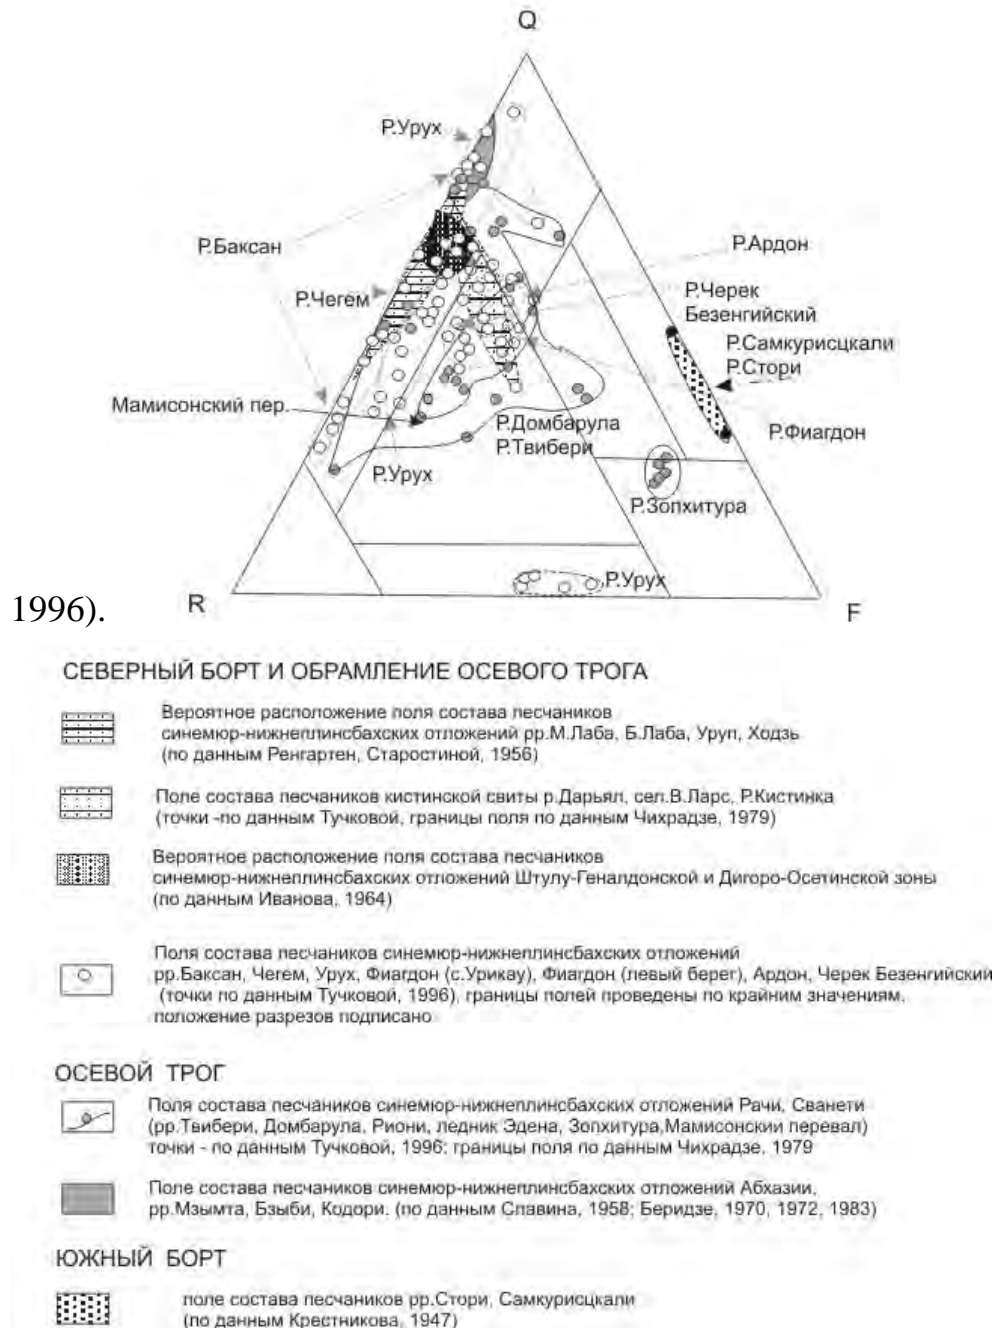 Q
Р.Урух
Р.Баксан
Р.Ардон
Р.Чегем
Р.Черек
Безенгийский
Р.Самкурисцкали
Р.Стори
Мамисонский пер.
Р.Домбарула
Р.Твибери
Р.Фиагдон
Р.Урух
Р.Зопхитура
Р.Урух
1996).
R
F
СЕВЕРНЫЙ БОРТ И ОБРАМЛЕНИЕ ОСЕВОГО ТРОГА
Вероятное расположение поля состава песчаников
синемюр-нижнеплинсбахских отложений рр.М.Лаба, Б.Лаба, Уруп, Ходзь
(по данным Ренгартен, Старостиной, 1956)
Поле состава песчаников кистинской свиты р.Дарьял, сел.В.Ларс, Р.Кистинка
(точки -по данным Тучковой, границы поля по данным Чихрадзе, 1979)
Вероятное расположение поля состава песчаников
синемюр-нижнеплинсбахских отложений Штулу-Геналдонской и Дигоро-Осетинской зоны
(по данным Иванова, 1964)
Поля состава песчаников синемюр-нижнеплинсбахских отложений
рр.Баксан, Чегем, Урух, Фиагдон (с.Урикау), Фиагдон (левый берег), Ардон, Черек Безенгийский
(точки по данным Тучковой, 1996), границы полей проведены по крайним значениям,
положение разрезов подписано
ОСЕВОЙ ТРОГ
Поля состава песчаников синемюр-нижнеплинсбахских отложений Рачи, Сванети
(рр.Твибери, Домбарула, Риони, ледник Эдена, Зопхитура,Мамисонскии перевал)
точки - по данным Тучковой, 1996; границы поля по данным Чихрадзе, 1979
Поле состава песчаников синемюр-нижнеплинсбахских отложений Абхазии,
рр.Мзымта, Бзыби, Кодори. (по данным Славина, 1958; Беридзе, 1970, 1972, 1983)
ЮЖНЫЙ БОРТ
поле состава песчаников рр.Стори, Самкурисцкали
(по данным Крестникова, 1947)